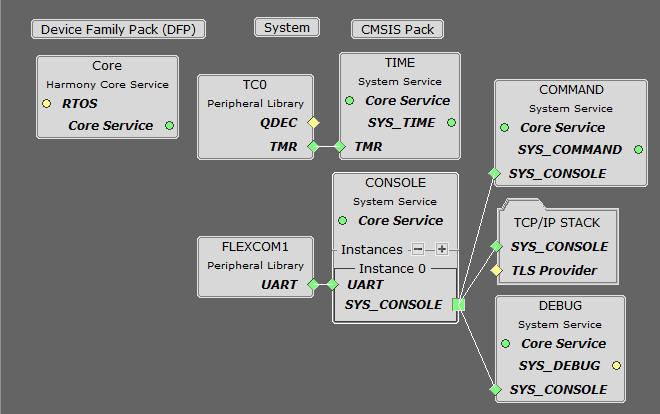 Device Family Pack (DFP)
System
CMSIS Pack
Core
Harmony Core Service
RTOS
Core Service
TC0
Peripheral Library
QDEC
TMR
TIME
System Service
Core Service
SYS_TIME
TMR
COMMAND
System Service
Core Service
SYS_COMMAND
SYS_CONSOLE
CONSOLE
System Service
Core Service
Instances
Instance 0
UART
SYS_CONSOLE
FLEXCOM1
Peripheral Library
UART
TCP/IP STACK
SYS_CONSOLE
TLS Provider
DEBUG
System Service
Core Service
SYS_DEBUG
SYS_CONSOLE